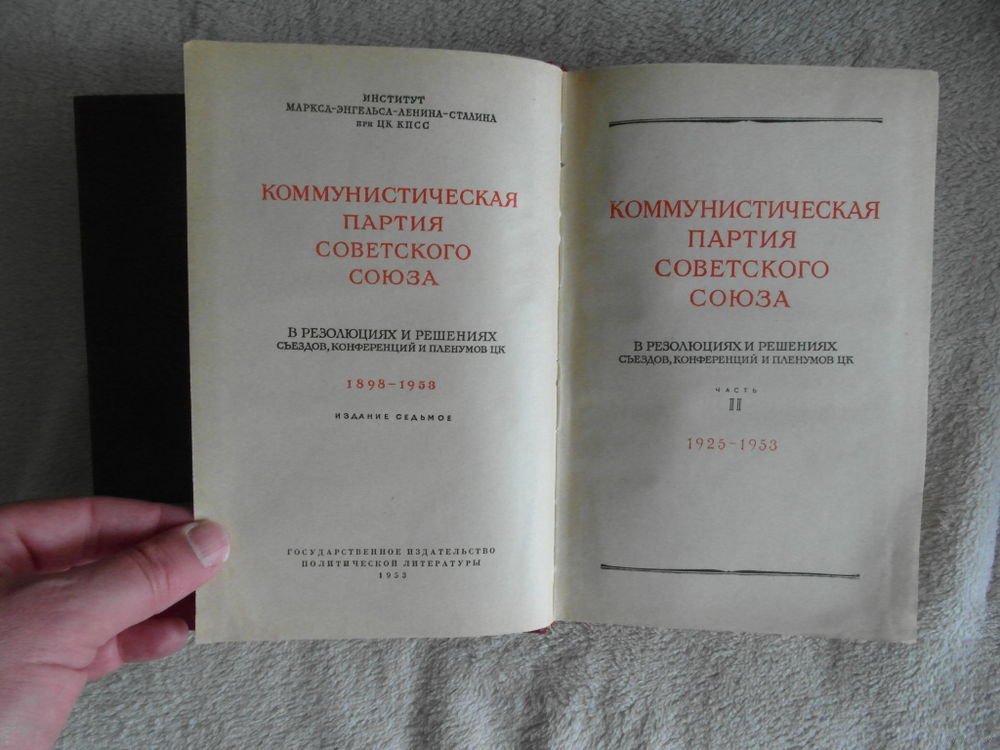 ИНСТИТУТ
МАРКСА-ЭНГЕЛЬСА-ЛЕНИНА-СТАЛИНА
при ЦК КПСС
КОММУНИСТИЧЕСКАЯ
ПАРТИЯ
СОВЕТСКОГО
СОЮЗА
В РЕЗОЛЮЦИЯХ И РЕШЕНИЯХ
СЪЕЗДОВ, КОНФЕРЕНЦИЙ И ПЛЕНУМОВ ЦК
1898-1953
ИЗДАНИЕ СЕДЬМОЕ
ГОСУДАРСТВЕННОЕ ИЗДАТЕЛЬСТВО
ПОЛИТИЧЕСКОЙ ЛИТЕРАТУРЫ
1953
КОММУНИСТИЧЕСКАЯ
ПАРТИЯ
СОВЕТСКОГО
СОЮЗА
В РЕЗОЛЮЦИЯХ И РЕШЕНИЯХ
СЪЕЗДОВ, КОНФЕРЕНЦИЙ И ПЛЕНУМОВ ЦК
ЧАСТЬ
II
1925-1953